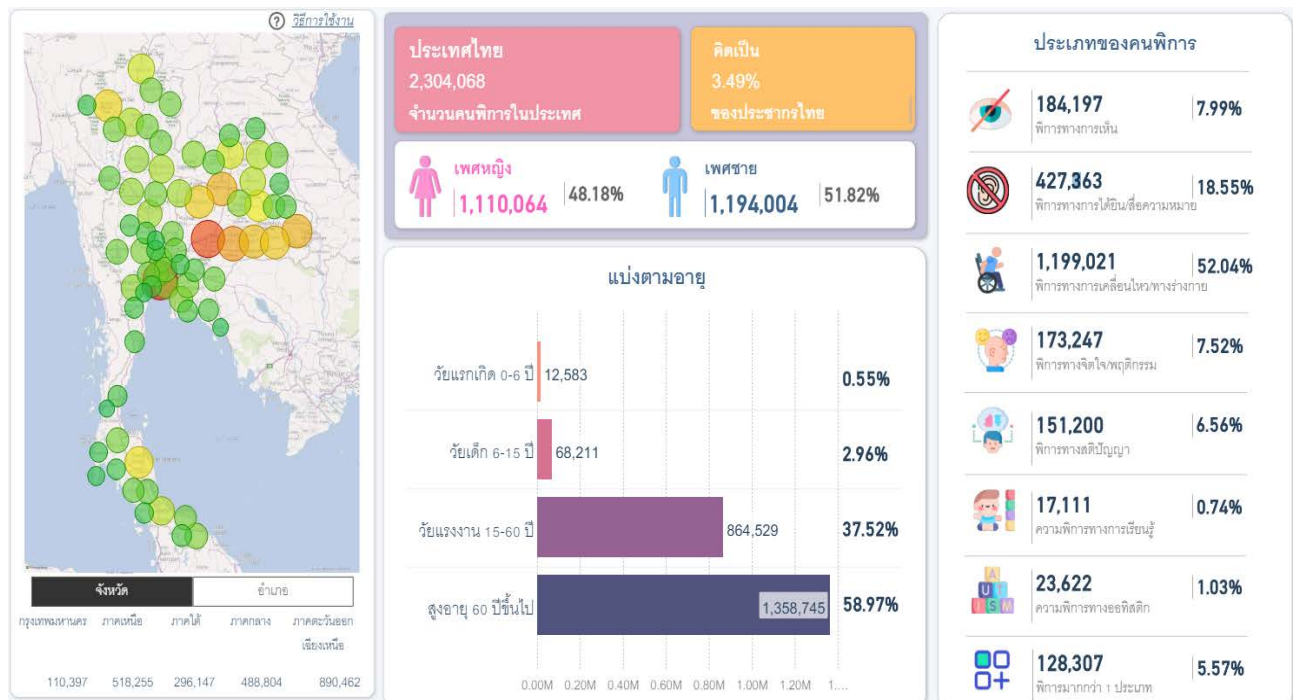 วิธีการใช้งาน
จังหวัด
อำเภอ
กรุงเทพมหานคร
ภาคเหนือ
ภาคใต้
ภาคกลาง
ภาคตะวันออก
เฉียงเหนือ
110,397
518,255
296,147
488,804
890,462
ประเทศไทย
2,304,068
จำนวนคนพิการในประเทศ
คิดเป็น
3.49%
ของประชากรไทย
เพศหญิง
1,110,064
48.18%
เพศชาย
1,194,004
51.82%
แบ่งตามอายุ
วัยแรกเกิด 0-6 ปี
12,583
0.55%
วัยเด็ก 6-15 ปี
68,211
2.96%
วัยแรงงาน 15-60 ปี
864,529
37.52%
สูงอายุ 60 ปีขึ้นไป
1,358,745
58.97%
0.00M 0.20M 0.40M 0.60M 0.80M 1.00M 1.20M 1....
ประเภทของคนพิการ
184,197
7.99%
พิการทางการเห็น
427,363
18.55%
พิการทางการได้ยิน/สื่อความหมาย
1,199,021
52.04%
พิการทางการเคลื่อนไหว/ทางร่างกาย
173,247
7.52%
พิการทางจิตใจ/พฤติกรรม
151,200
6.56%
พิการทางสติปัญญา
17,111
0.74%
ความพิการทางการเรียนรู้
AUTISM
23,622
1.03%
ความพิการทางออทิสติก
128,307
5.57%
พิการมากกว่า 1 ประเภท